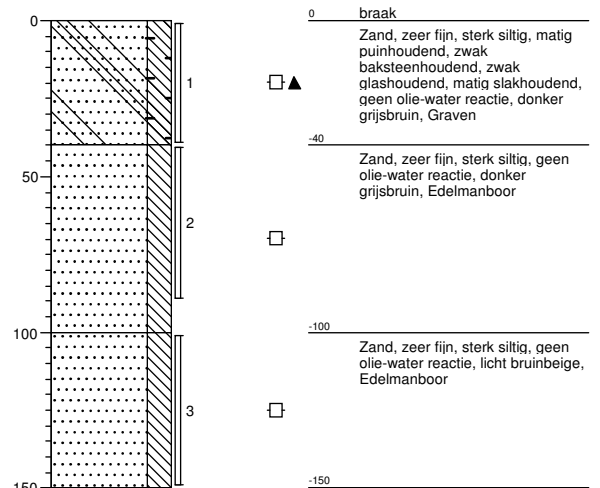 0
50
100
150
1
2
3
0 braak
Zand, zeer fijn, sterk siltig, matig
puinhoudend, zwak
baksteenhoudend, zwak
glashoudend, matig slakhoudend,
geen olie-water reactie, donker
grijsbruin, Graven
-40
Zand, zeer fijn, sterk siltig, geen
olie-water reactie, donker
grijsbruin, Edelmanboor
-100
Zand, zeer fijn, sterk siltig, geen
olie-water reactie, licht bruinbeige,
Edelmanboor
-150